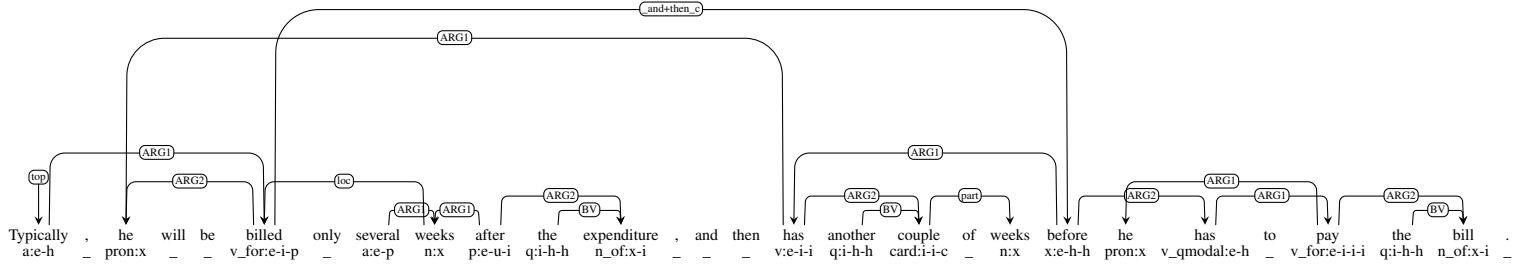 _and+then_c
ARG1
ARG1 ARG1
top ARG2 loc ARG1
ARG2 part ARG2 ARG1 ARG2
ARG1 ARG1 BV BV BV
Typically , he will be billed only several weeks after the expenditure , and then has another couple of weeks before he has to pay the bill .
a:e-h _ pron:x _ _ v_for:e-i-p _ a:e-p n:x p:e-u-i q:i-h-h n_of:x-i _ _ _ v:e-i-i q:i-h-h card:i-i-c _ n:x x:e-h-h pron:x v_qmodal:e-h _ v_for:e-i-i-i q:i-h-h n_of:x-i _